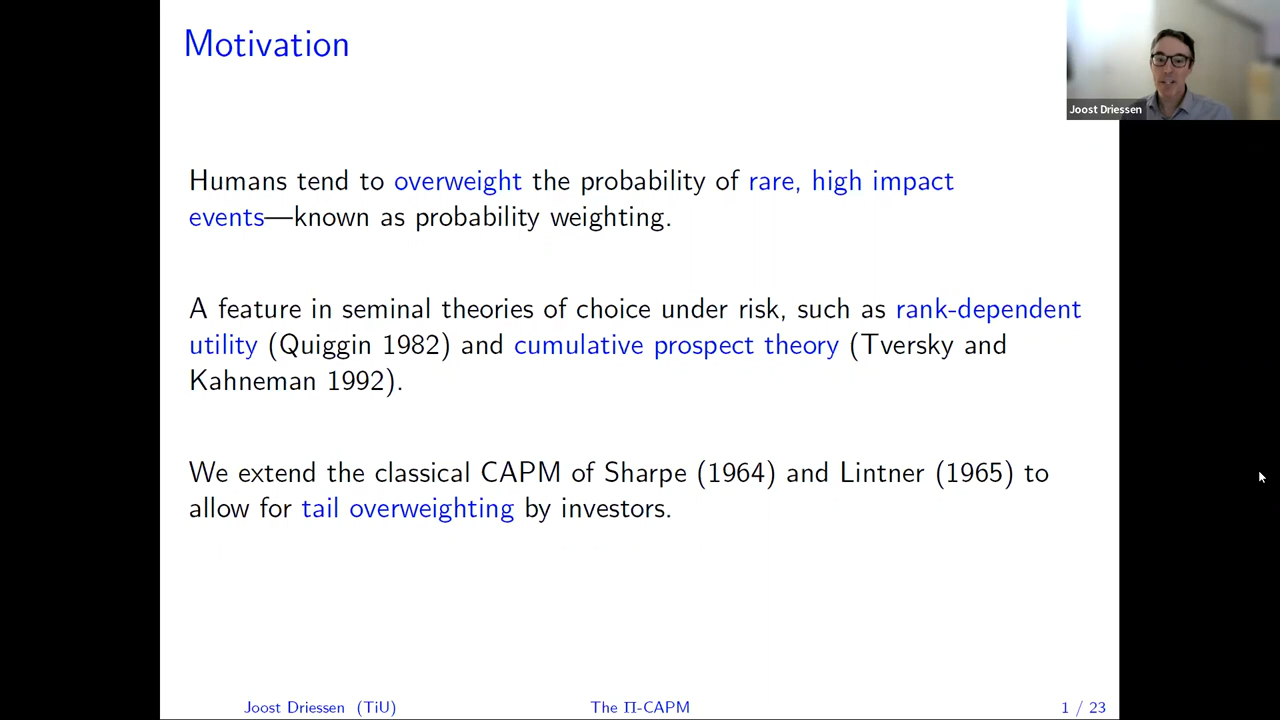 Motivation
Joost Driessen
Humans tend to overweight the probability of rare, high impact
events—known as probability weighting.
A feature in seminal theories of choice under risk, such as rank-dependent
utility (Quiggin 1982) and cumulative prospect theory (Tversky and
Kahneman 1992).
We extend the classical CAPM of Sharpe (1964) and Lintner (1965) to
allow for tail overweighting by investors.
Joost Driessen (TiU) The Π-CAPM 1 / 23